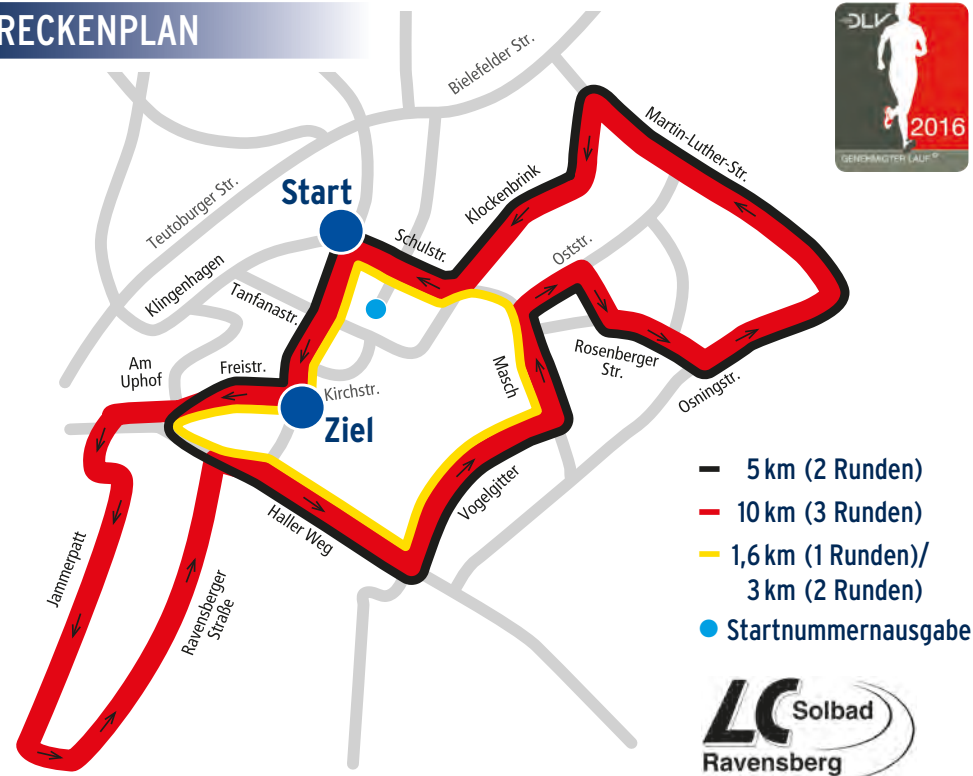 RECKENPLAN
DLV
2016
GENEHMIGTER LAUF
Bielefelder Str.
Martin-Luther-Str.
Teutoburger Str.
Start
Klockenbrink
Schulstr.
Oststr.
Klingenhagen
Tanfanastr.
Am
Uphof
Freistr.
Kirchstr.
Masch
Rosenberger
Str.
Osningstr.
Ziel
Vogelgitter
Haller Weg
Jammerpatt
Ravensberger
Straße
5 km (2 Runden)
10 km (3 Runden)
1,6 km (1 Runden)/
3 km (2 Runden)
Startnummernausgabe
LC Solbad
Ravensberg